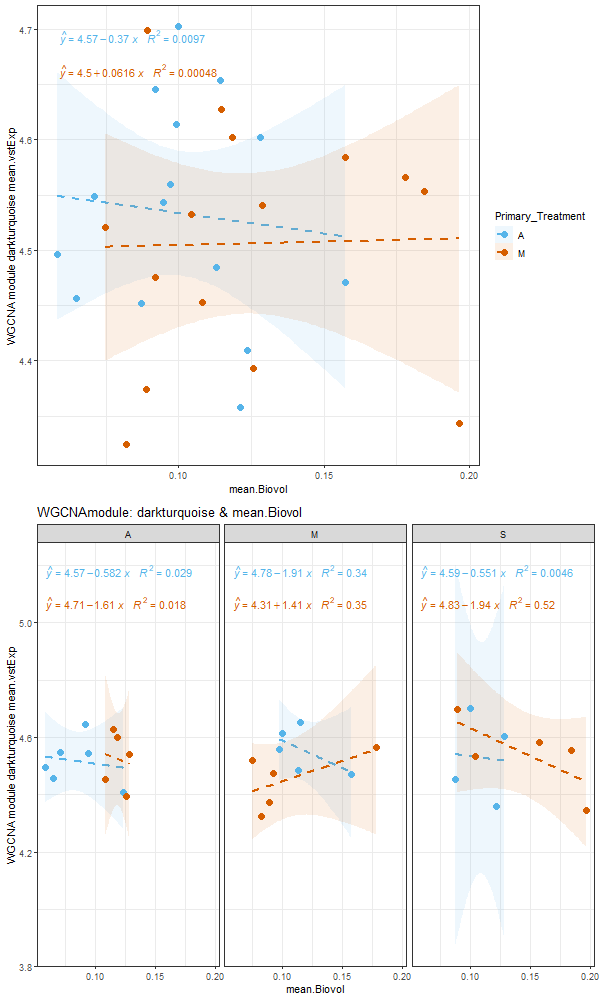 4.7
4.6
4.5
4.4
WGCNA module darkturquoise mean.vstExp
ŷ = 4.57 − 0.37 x R² = 0.0097
ŷ = 4.5 + 0.0616 x R² = 0.00048
0.10 0.15 0.20
mean.Biovol
Primary_Treatment
A
M
WGCNAmodule: darkturquoise & mean.Biovol
A M S
ŷ = 4.57 − 0.582 x R² = 0.029
ŷ = 4.71 − 1.61 x R² = 0.018
ŷ = 4.78 − 1.91 x R² = 0.34
ŷ = 4.31 + 1.41 x R² = 0.35
ŷ = 4.59 − 0.551 x R² = 0.0046
ŷ = 4.83 − 1.94 x R² = 0.52
5.0
4.6
4.2
3.8
WGCNA module darkturquoise mean.vstExp
0.10 0.15 0.20 0.10 0.15 0.20 0.10 0.15 0.20
mean.Biovol